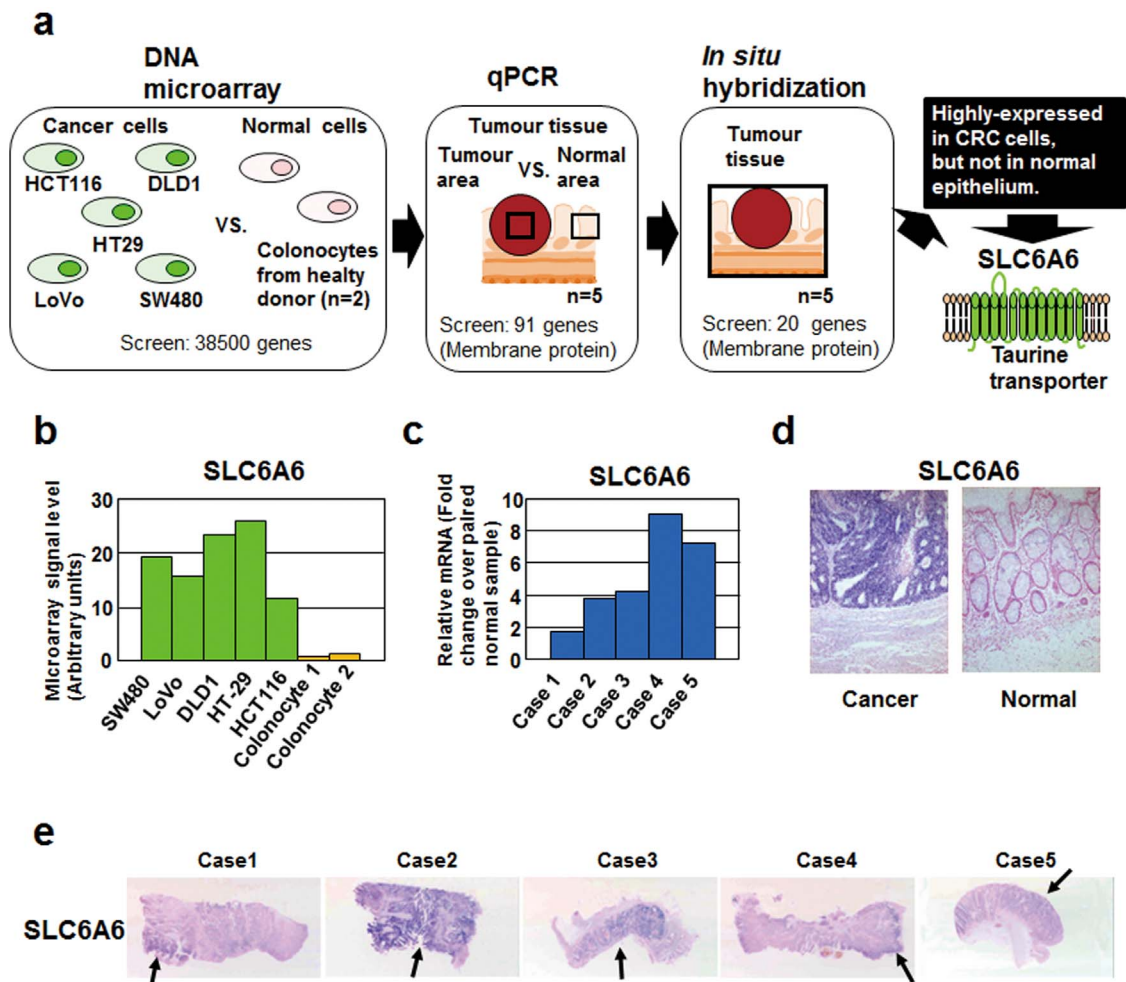 a
DNA
microarray
Cancer cells
Normal cells
HCT116
DLD1
HT29
VS.
LoVo
SW480
Colonocytes
from healty
donor (n=2)
Screen: 38500 genes
qPCR
Tumour tissue
Tumour
area
VS.
Normal
area
n=5
Screen: 91 genes
(Membrane protein)
In situ
hybridization
Tumour
tissue
n=5
Screen: 20 genes
(Membrane protein)
Highly-expressed
in CRC cells,
but not in normal
epithelium.
SLC6A6
Taurine
transporter
b
SLC6A6
Microarray signal level
(Arbitrary units)
30
20
10
0
SW480
LoVo
DLD1
HT-29
HCT116
Colonocyte 1
Colonocyte 2
c
SLC6A6
Relative mRNA (Fold
change over paired
normal sample)
10
8
6
4
2
0
Case 1
Case 2
Case 3
Case 4
Case 5
d
SLC6A6
Cancer
Normal
e
Case1
Case2
Case3
Case4
Case5
SLC6A6